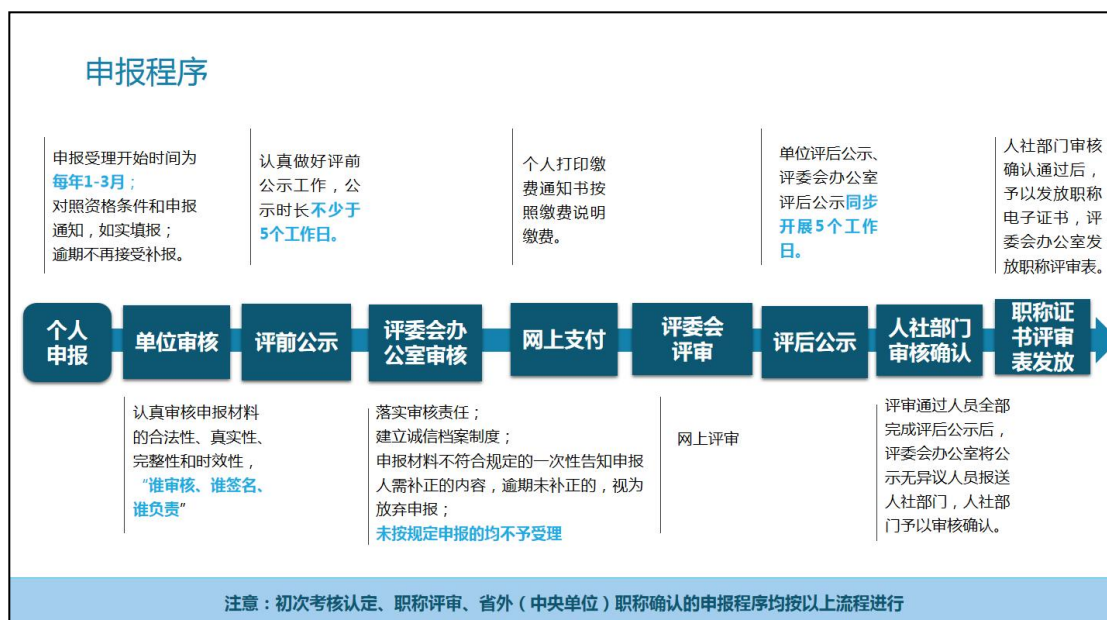 申报程序
申报受理开始时间为
每年1-3月；
对照资格条件和申报
通知，如实填报；
逾期不再接受补报。
认真做好评前
公示工作，公
示时长不少于
5个工作日。
个人打印缴
费通知书按
照缴费说明
缴费。
单位评后公示、
评委会办公室
评后公示同步
开展5个工作
日。
人社部门审核
确认通过后，
予以发放职称
电子证书，评
委会办公室发
放职称评审表。
个人
申报
单位审核
评前公示
评委会办
公室审核
网上支付
评委会
评审
评后公示
人社部门
审核确认
职称证
书评审
表发放
认真审核申报材料
的合法性、真实性、
完整性和时效性，
“谁审核、谁签名、
谁负责”
落实审核责任；
建立诚信档案制度；
申报材料不符合规定的一次性告知申报
人需补正的内容，逾期未补正的，视为
放弃申报；
未按规定申报的均不予受理
网上评审
评审通过人员全部
完成评后公示后，
评委会办公室将公
示无异议人员报送
人社部门，人社部
门予以审核确认。
注意：初次考核认定、职称评审、省外（中央单位）职称确认的申报程序均按以上流程进行